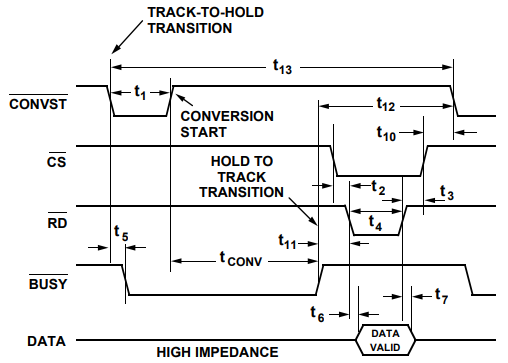 TRACK-TO-HOLD
TRANSITION
t13
t1
CONVST
t12
CONVERSION
START
t10
CS
HOLD TO
TRACK
TRANSITION
t2
t3
RD
t4
t5
t11
t CONV
BUSY
t7
t6
DATA
DATA
VALID
HIGH IMPEDANCE